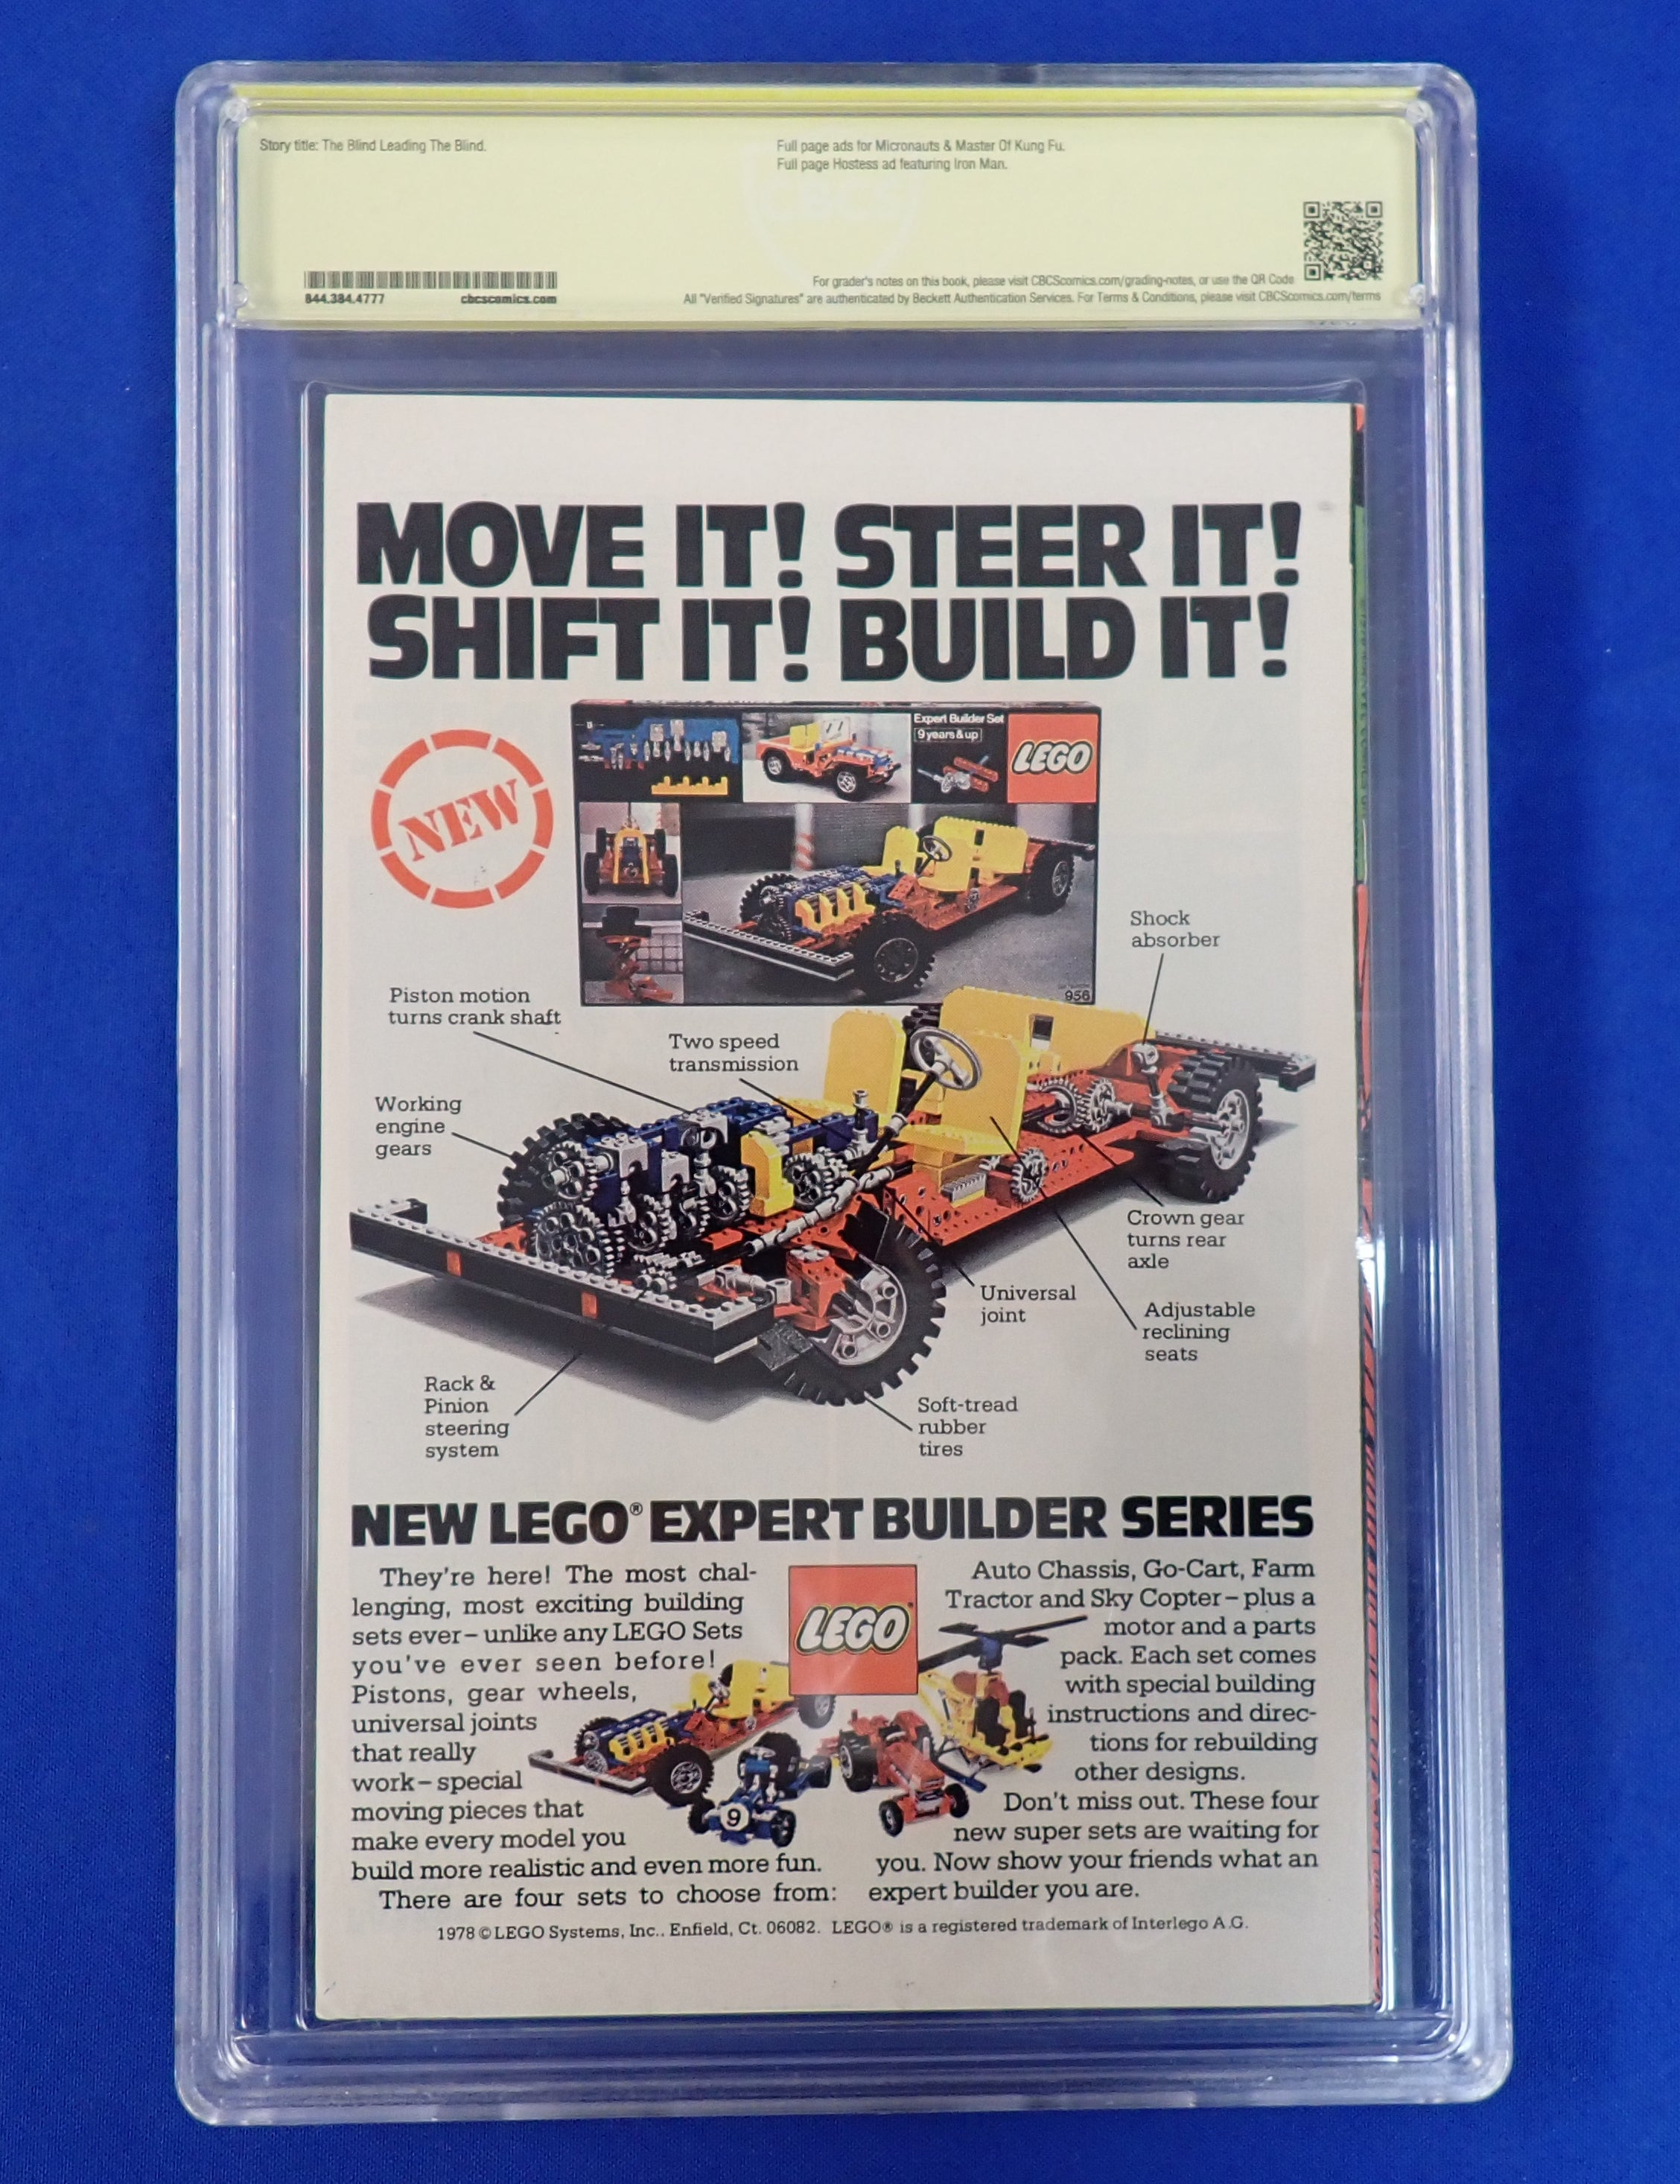 Story title: The Blind Leading The Blind.
Full page ads for Micronauts & Master Of Kung Fu.
Full page Hostess ad featuring Iron Man.
For grader's notes on this book, please visit CBCScomics.com/grading-notes, or use the QR Code
844.384.4777 cbcscomics.com
All "Verified Signatures" are authenticated by Beckett Authentication Services. For Terms & Conditions, please visit CBCScomics.com/terms
MOVE IT! STEER IT!
SHIFT IT! BUILD IT!
NEW
Expert Builder Set
9 years & up
LEGO
956
Shock
absorber
Piston motion
turns crank shaft
Two speed
transmission
Working
engine
gears
Crown gear
turns rear
axle
Universal
joint
Adjustable
reclining
seats
Rack &
Pinion
steering
system
Soft-tread
rubber
tires
NEW LEGO® EXPERT BUILDER SERIES
They're here! The most chal-
lenging, most exciting building
sets ever – unlike any LEGO Sets
you've ever seen before!
Pistons, gear wheels,
universal joints
that really
work – special
moving pieces that
make every model you
build more realistic and even more fun.
There are four sets to choose from:
LEGO
9
Auto Chassis, Go-Cart, Farm
Tractor and Sky Copter – plus a
motor and a parts
pack. Each set comes
with special building
instructions and direc-
tions for rebuilding
other designs.
Don't miss out. These four
new super sets are waiting for
you. Now show your friends what an
expert builder you are.
1978 © LEGO Systems, Inc., Enfield, Ct. 06082. LEGO® is a registered trademark of Interlego A.G.